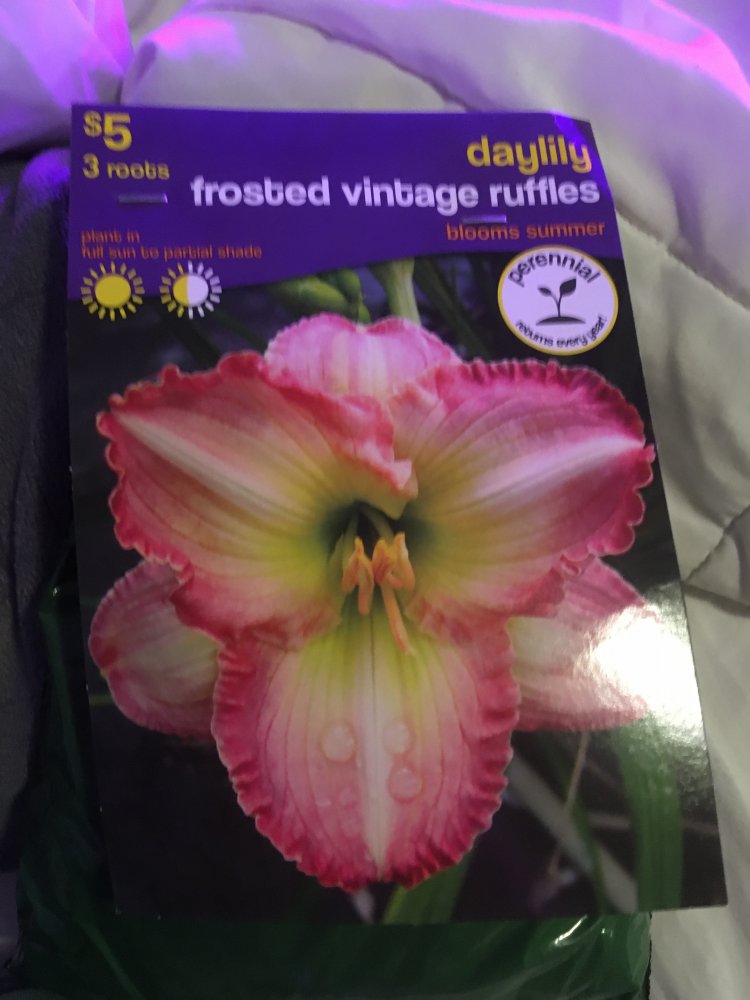 $5
3 roots
daylily
frosted vintage ruffles
blooms summer
plant in
full sun to partial shade
perennial
returns every year!